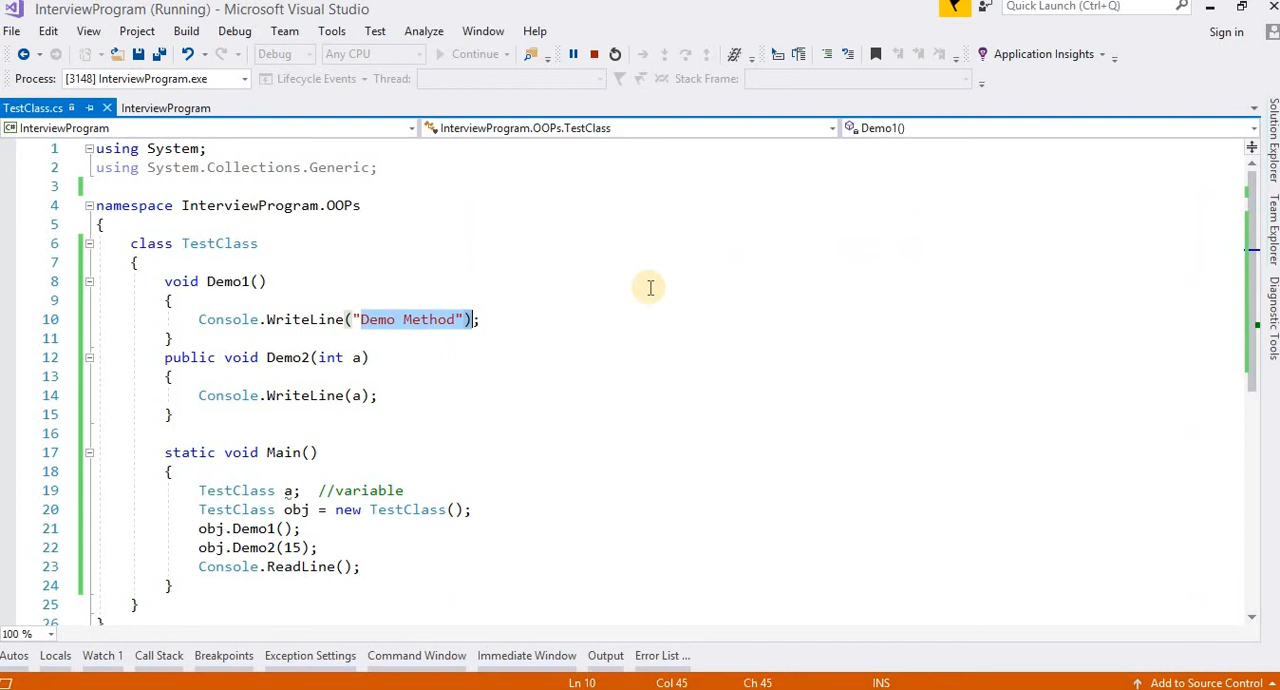 InterviewProgram (Running) - Microsoft Visual Studio
Quick Launch (Ctrl+Q)
File Edit View Project Build Debug Team Tools Test Analyze Window Help
Sign in
Debug Any CPU Continue Application Insights
Process: [3148] InterviewProgram.exe Lifecycle Events Thread: Stack Frame:
TestClass.cs InterviewProgram
InterviewProgram InterviewProgram.OOPs.TestClass Demo1()
1 using System;
2 using System.Collections.Generic;
3
4 namespace InterviewProgram.OOPs
5 {
6 class TestClass
7 {
8 void Demo1()
9 {
10 Console.WriteLine("Demo Method");
11 }
12 public void Demo2(int a)
13 {
14 Console.WriteLine(a);
15 }
16
17 static void Main()
18 {
19 TestClass a; //variable
20 TestClass obj = new TestClass();
21 obj.Demo1();
22 obj.Demo2(15);
23 Console.ReadLine();
24 }
25 }
26 }
Solution Explorer
Team Explorer
Diagnostic Tools
100 %
Autos Locals Watch 1 Call Stack Breakpoints Exception Settings Command Window Immediate Window Output Error List ...
Ln 10 Col 45 Ch 45 INS Add to Source Control